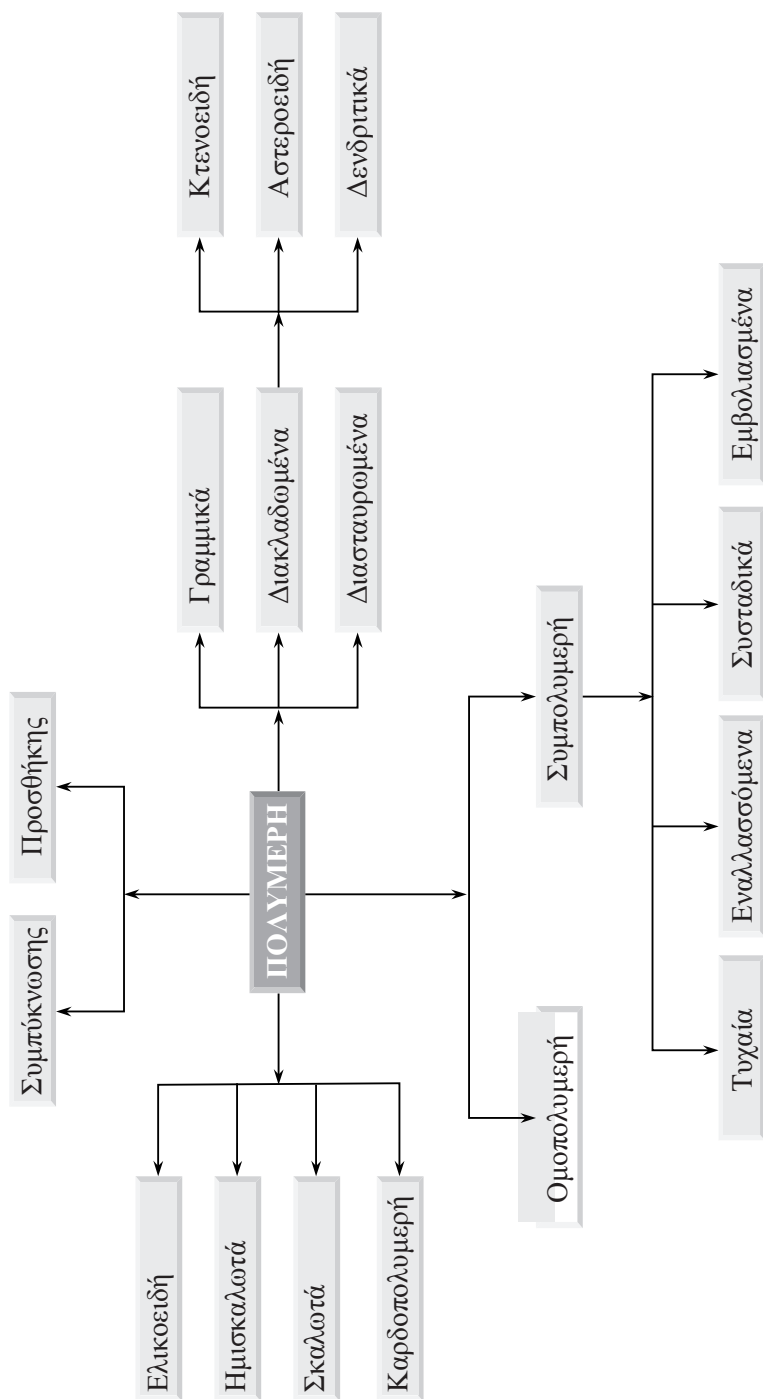 Συμπύκνωσης
Προσθήκης
Ελικοειδή
Ημισκαλωτά
Σκαλωτά
Καρδοπολυμερή
ΠΟΛΥΜΕΡΗ
Γραμμικά
Διακλαδωμένα
Διασταυρωμένα
Κτενοειδή
Αστεροειδή
Δενδριτικά
Ομοπολυμερή
Συμπολυμερή
Τυχαία
Εναλλασσόμενα
Συσταδικά
Εμβολιασμένα